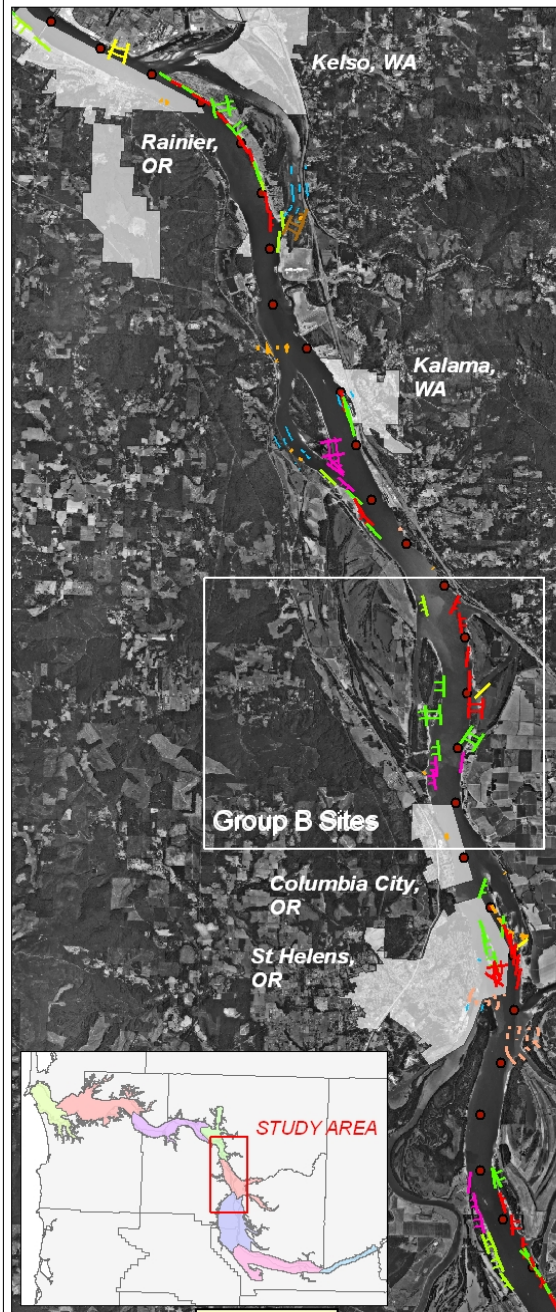 Kelso, WA
Rainier,
OR
Kalama,
WA
Group B Sites
Columbia City,
OR
St Helens,
OR
STUDY AREA